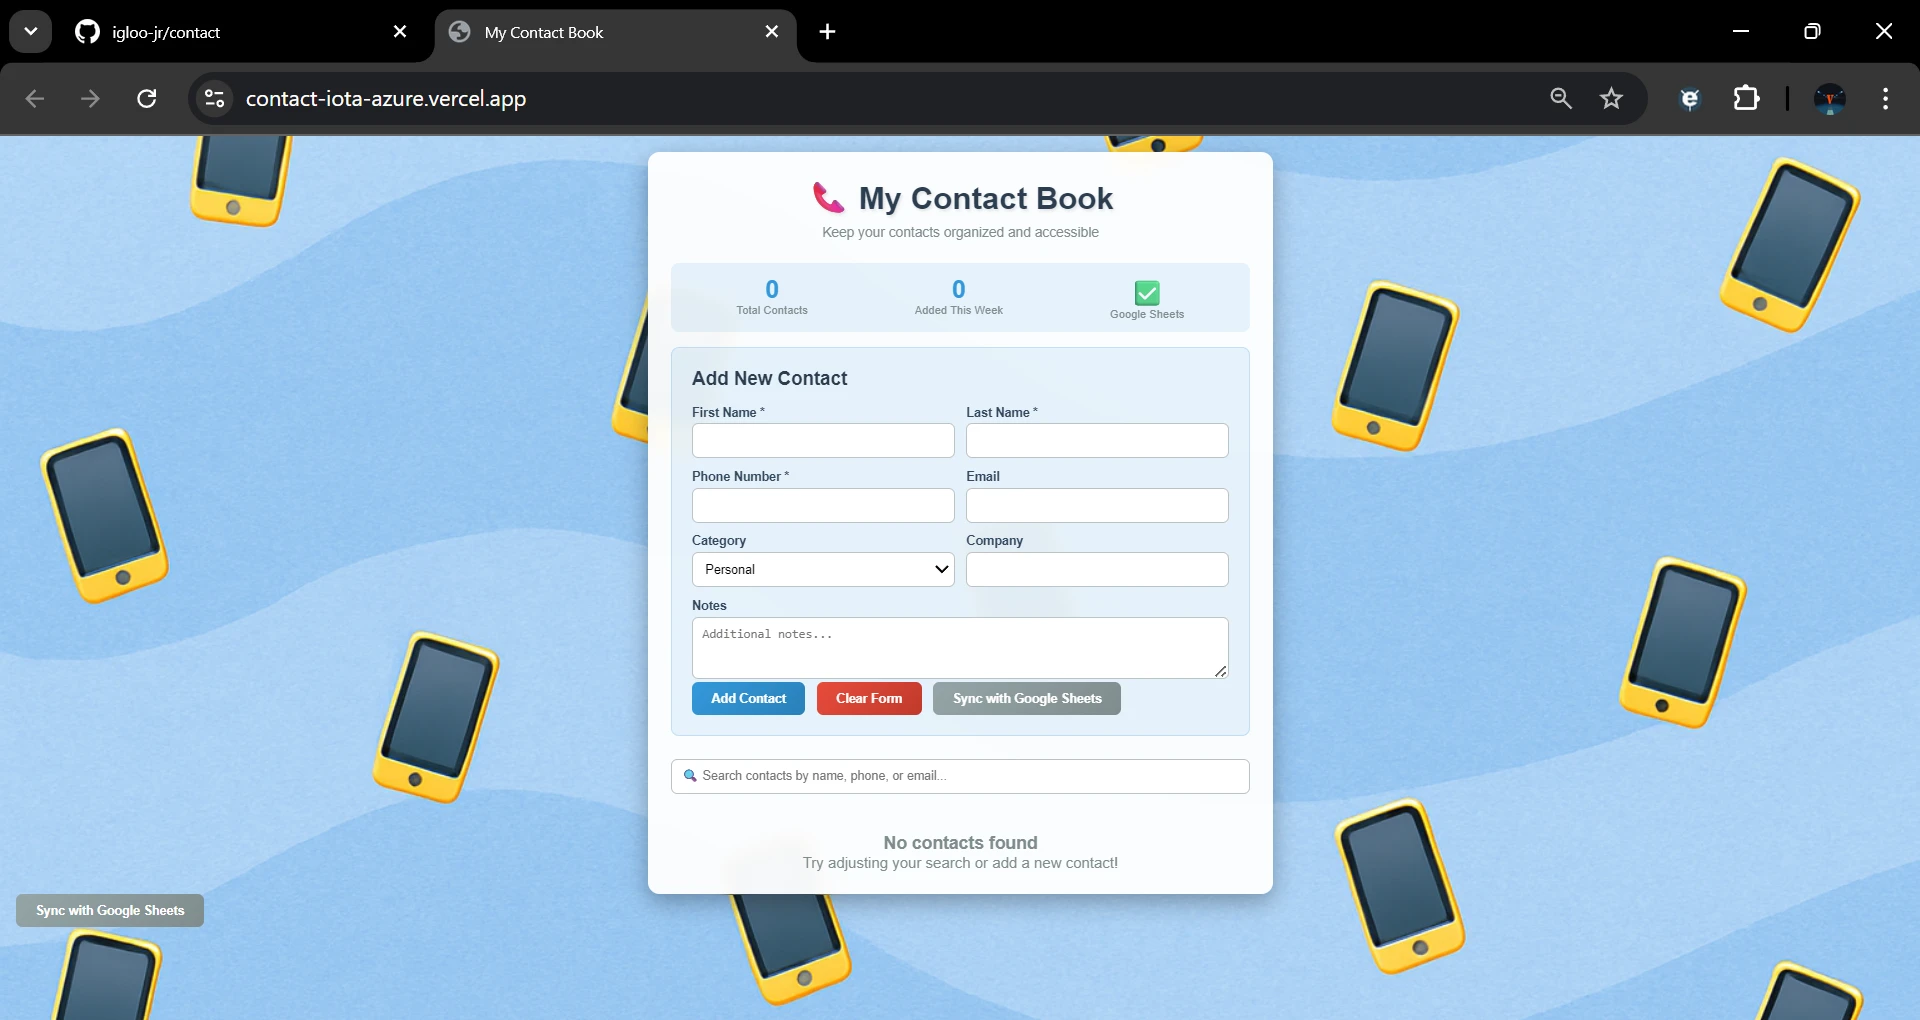 igloo-jr/contact
My Contact Book
contact-iota-azure.vercel.app
My Contact Book
Keep your contacts organized and accessible
0
Total Contacts
0
Added This Week
Google Sheets
Add New Contact
First Name *
Last Name *
Phone Number *
Email
Category
Company
Personal
Notes
Additional notes...
Add Contact
Clear Form
Sync with Google Sheets
Search contacts by name, phone, or email...
No contacts found
Try adjusting your search or add a new contact!
Sync with Google Sheets